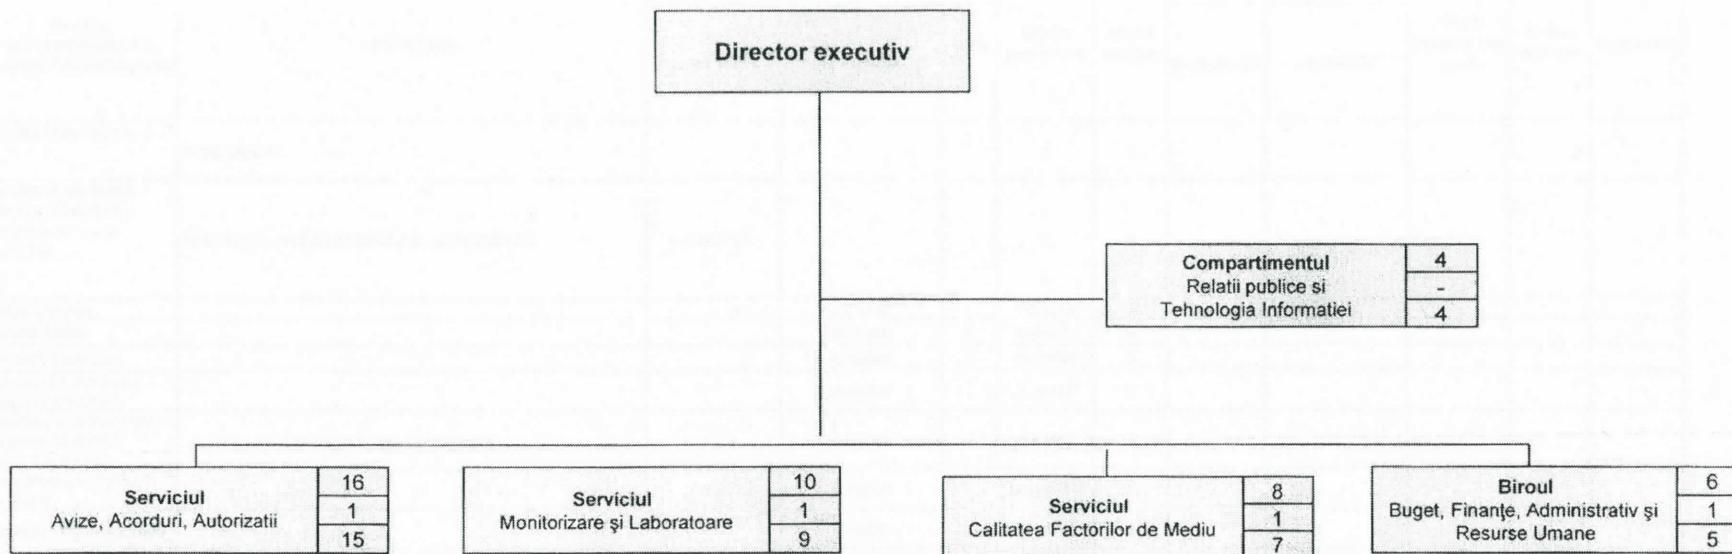 Director executiv
Compartimentul
Relatii publice si
Tehnologia Informatiei
4
-
4
Serviciul
Avize, Acorduri, Autorizatii
16
1
15
Serviciul
Monitorizare şi Laboratoare
10
1
9
Serviciul
Calitatea Factorilor de Mediu
8
1
7
Biroul
Buget, Finanţe, Administrativ şi
Resurse Umane
6
1
5